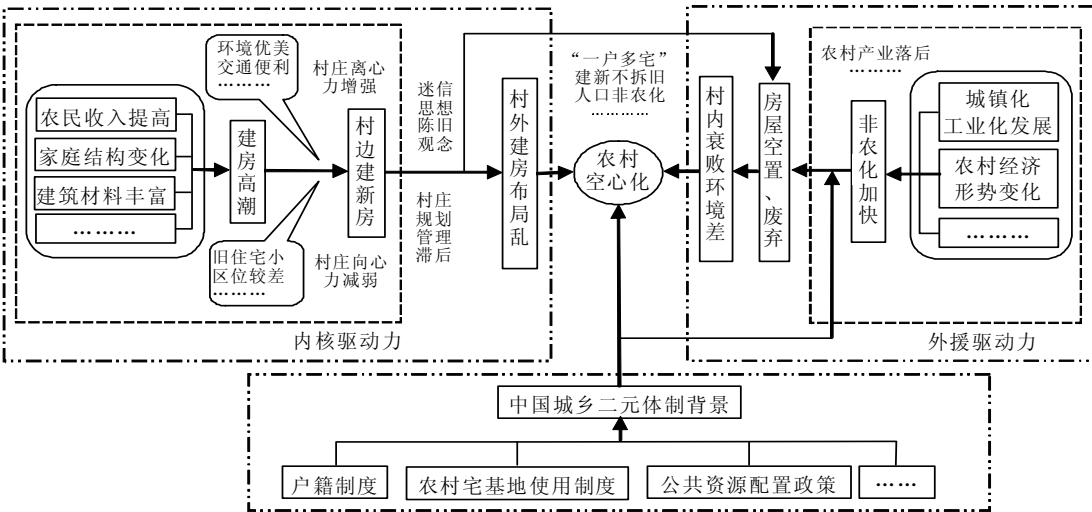 环境优美
交通便利
………
村庄离心
力增强
农民收入提高
家庭结构变化
建筑材料丰富
………
建房高潮
村边建新房
旧住宅小
区位较差
………
村庄向心
力减弱
内核驱动力
迷信
思想
陈旧
观念
村庄
规划
管理
滞后
村外建房布局乱
“一户多宅”
建新不拆旧
人口非农化
…………
农村
空心化
村内衰败环境差
房屋空置、废弃
农村产业落后
………
非农化加快
城镇化
工业化发展
农村经济
形势变化
………
外援驱动力
中国城乡二元体制背景
户籍制度
农村宅基地使用制度
公共资源配置政策
……